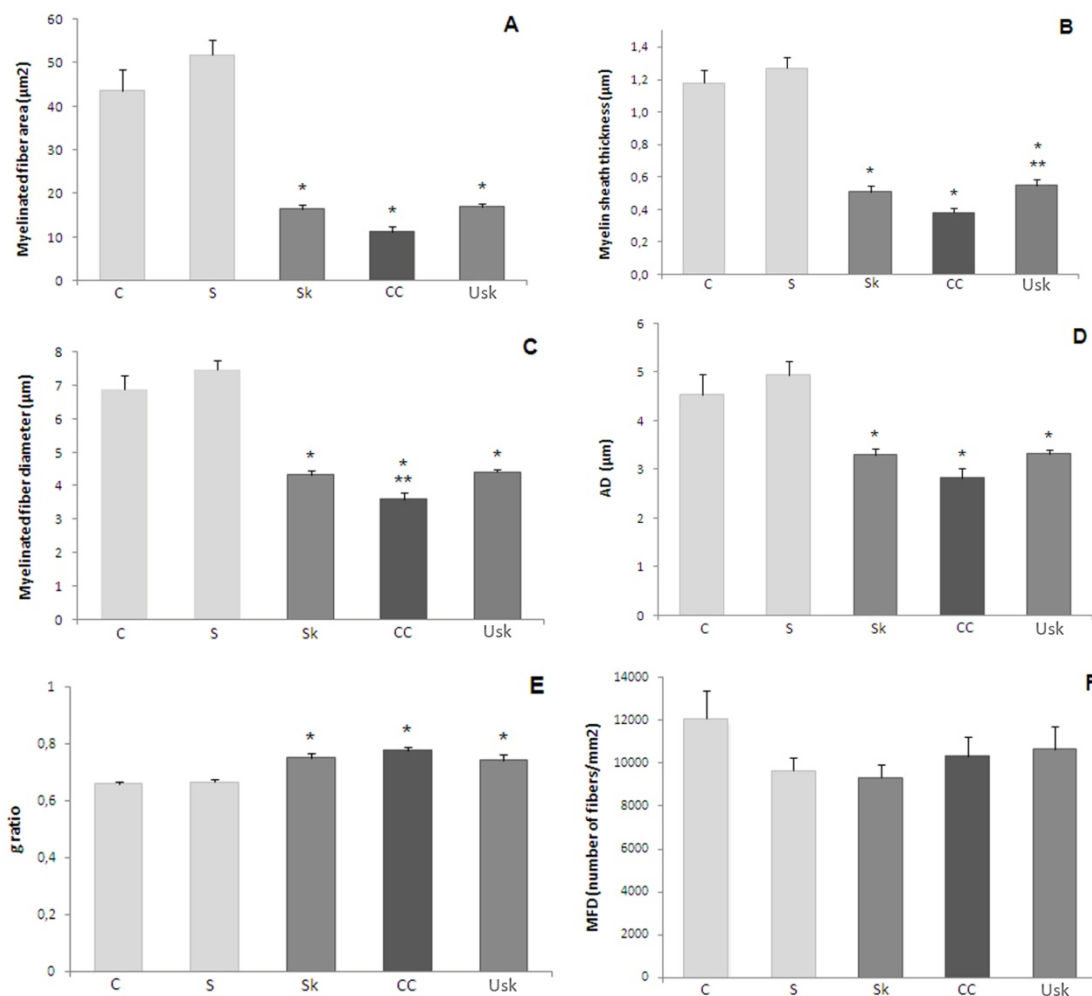 A
Myelinated fiber area (µm2)
60
50
40
30
20
10
0
* * *
C S Sk CC Usk
B
Myelin sheath thickness (µm)
1,4
1,2
1,0
0,8
0,6
0,4
0,2
0,0
* * * **
C S Sk CC Usk
C
Myelinated fiber diameter (µm)
8
7
6
5
4
3
2
1
0
* * ** *
C S Sk CC Usk
D
AD (µm)
6
5
4
3
2
1
0
* * *
C S Sk CC Usk
E
g ratio
1
0,8
0,6
0,4
0,2
0
* * *
C S Sk CC Usk
F
MFD (number of fibers/mm2)
14000
12000
10000
8000
6000
4000
2000
0
C S Sk CC Usk